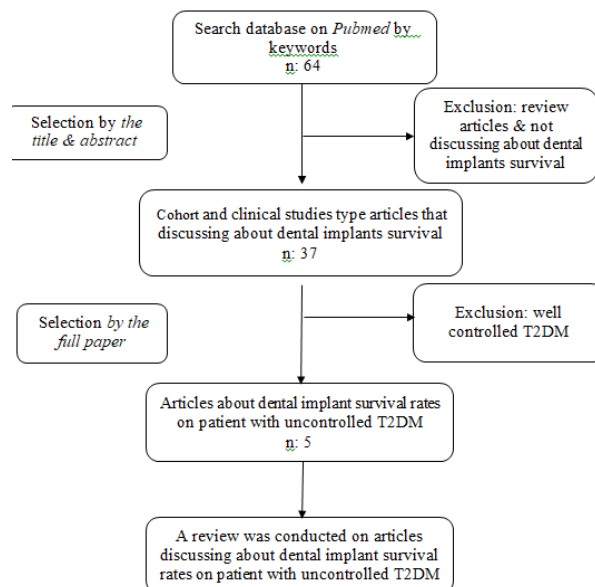 Search database on Pubmed by
keywords
n: 64
Selection by the
title & abstract
Exclusion: review
articles & not
discussing about dental
implants survival
Cohort and clinical studies type articles that
discussing about dental implants survival
n: 37
Selection by the
full paper
Exclusion: well
controlled T2DM
Articles about dental implant survival rates
on patient with uncontrolled T2DM
n: 5
A review was conducted on articles
discussing about dental implant survival
rates on patient with uncontrolled T2DM